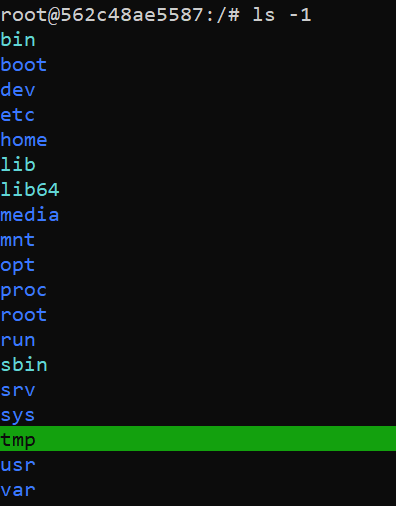 root@562c48ae5587:/# ls -1
bin
boot
dev
etc
home
lib
lib64
media
mnt
opt
proc
root
run
sbin
srv
sys
tmp
usr
var